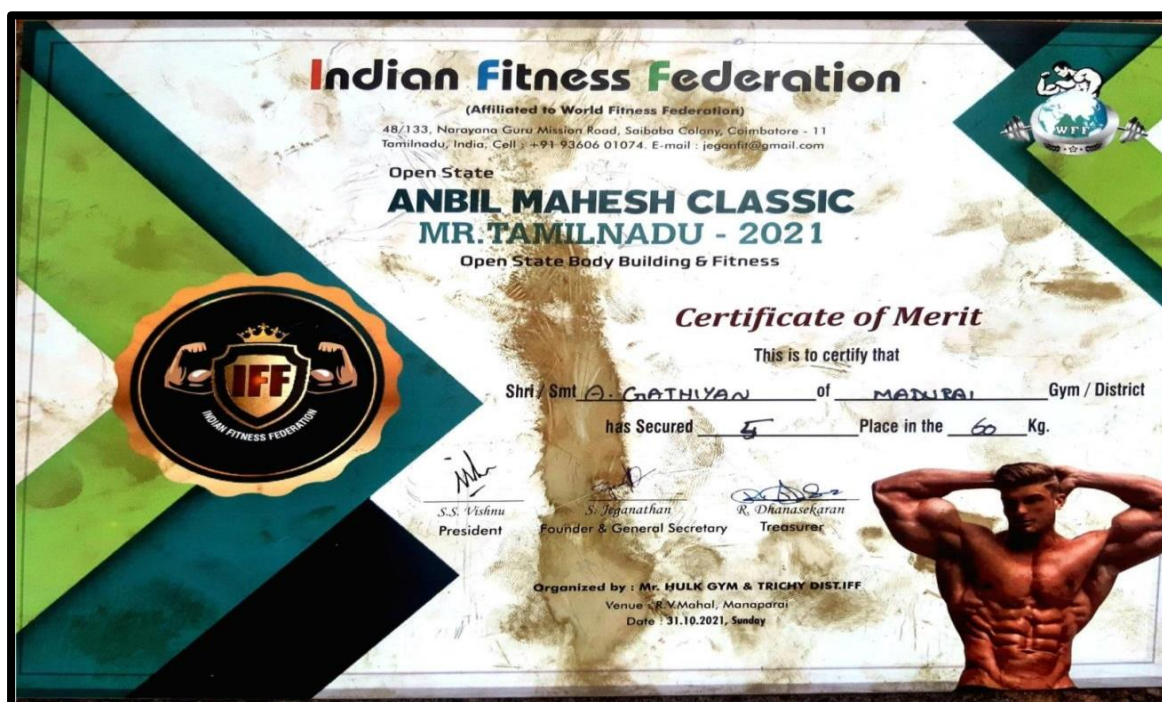 Indian Fitness Federation
(Affiliated to World Fitness Federation)
48/133, Narayana Guru Mission Road, Saibaba Colony, Coimbatore - 11
Tamilnadu, India, Cell : +91 93606 01074. E-mail : jeganfit@gmail.com
WFF
Open State
ANBIL MAHESH CLASSIC
MR.TAMILNADU - 2021
Open State Body Building & Fitness
IFF
INDIAN FITNESS FEDERATION
Certificate of Merit
This is to certify that
Shri / Smt A. GATHIYAN of MADURAI Gym / District
has Secured Place in the 60 Kg.
S.S. Vishnu
President
S. Jeganathan
Founder & General Secretary
R. Dhanasekaran
Treasurer
Organized by : Mr. HULK GYM & TRICHY DIST.IFF
Venue : R.V.Mahal, Manaparai
Date : 31.10.2021, Sunday